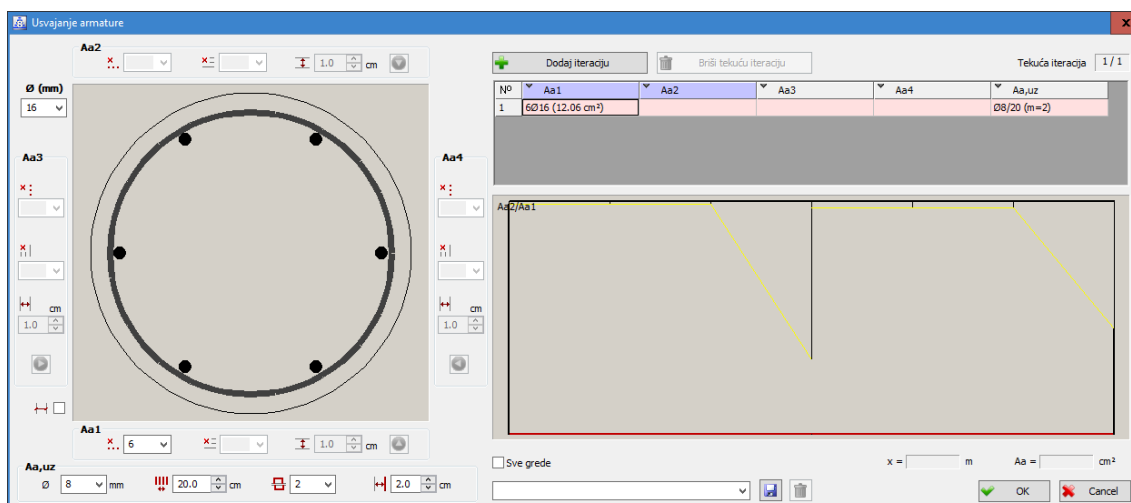 Usvajanje armature
x
Aa2
1.0 cm
Ø (mm)
16
Aa3
cm
1.0
Aa4
cm
1.0
Aa1
6
1.0 cm
Aa,uz
Ø 8 mm
20.0 cm
2
2.0 cm
Dodaj iteraciju
Briši tekuću iteraciju
Tekuća iteracija 1 / 1
Nº Aa1 Aa2 Aa3 Aa4 Aa,uz
1 6Ø16 (12.06 cm²) Ø8/20 (m=2)
Aa2/Aa1
Sve grede
x = m
Aa = cm²
OK
Cancel